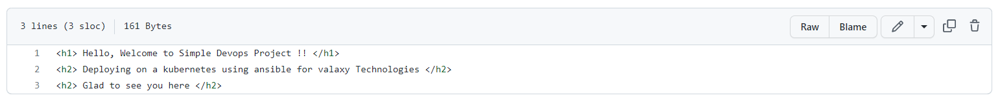 3 lines (3 sloc) 161 Bytes Raw Blame
1 <h1> Hello, Welcome to Simple Devops Project !! </h1>
2 <h2> Deploying on a kubernetes using ansible for valaxy Technologies </h2>
3 <h2> Glad to see you here </h2>